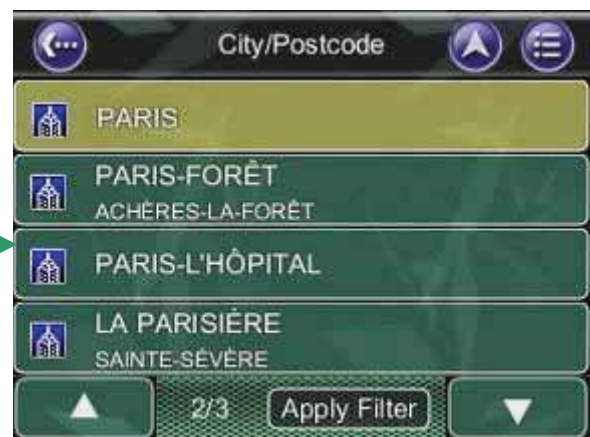 City/Postcode
PARIS
PARIS-FORÊT
ACHÈRES-LA-FORÊT
PARIS-L'HÔPITAL
LA PARISIÈRE
SAINTE-SÉVÈRE
2/3 Apply Filter